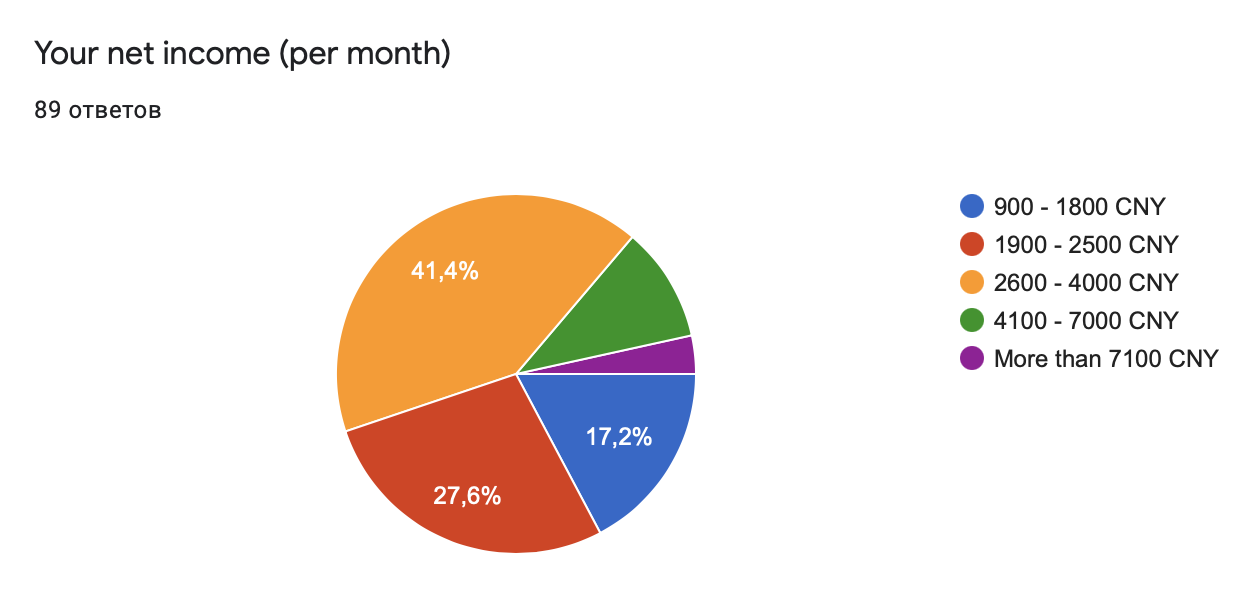 Your net income (per month)
89 ответов
41,4%
17,2%
27,6%
900 - 1800 CNY
1900 - 2500 CNY
2600 - 4000 CNY
4100 - 7000 CNY
More than 7100 CNY